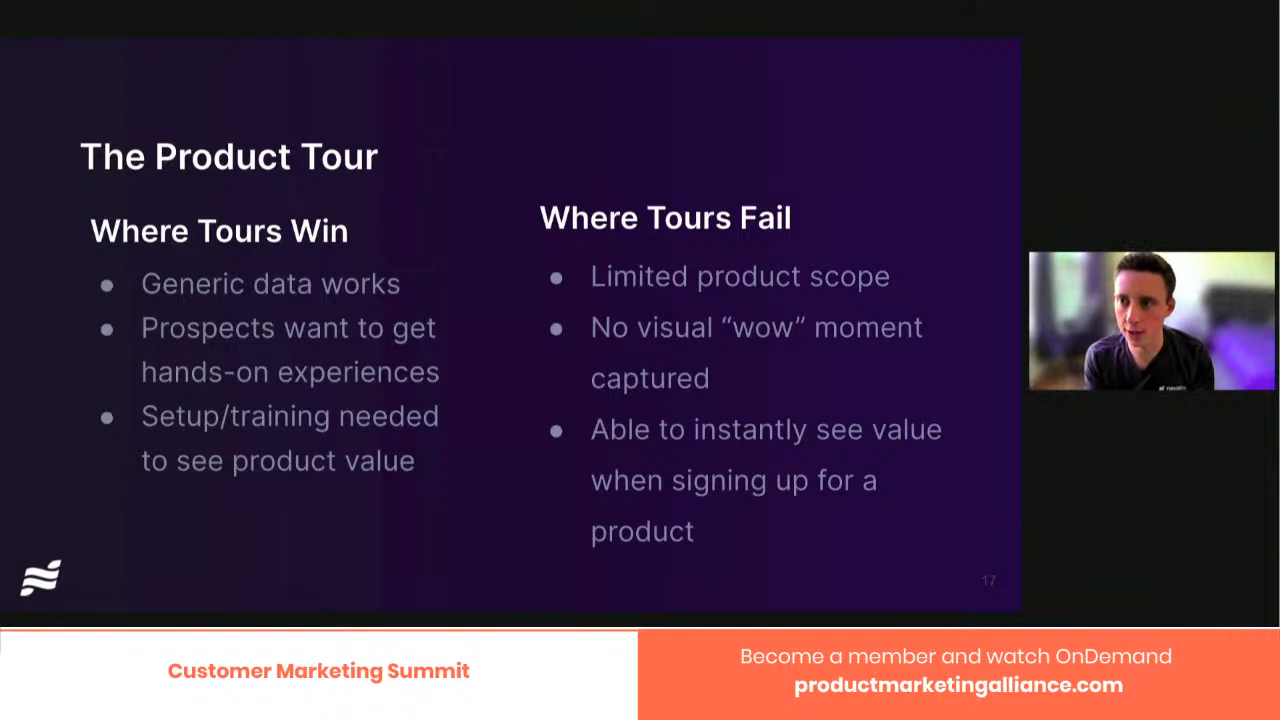 The Product Tour
Where Tours Win
● Generic data works
● Prospects want to get
hands-on experiences
● Setup/training needed
to see product value
Where Tours Fail
● Limited product scope
● No visual “wow” moment
captured
● Able to instantly see value
when signing up for a
product
17
Customer Marketing Summit
Become a member and watch OnDemand
productmarketingalliance.com